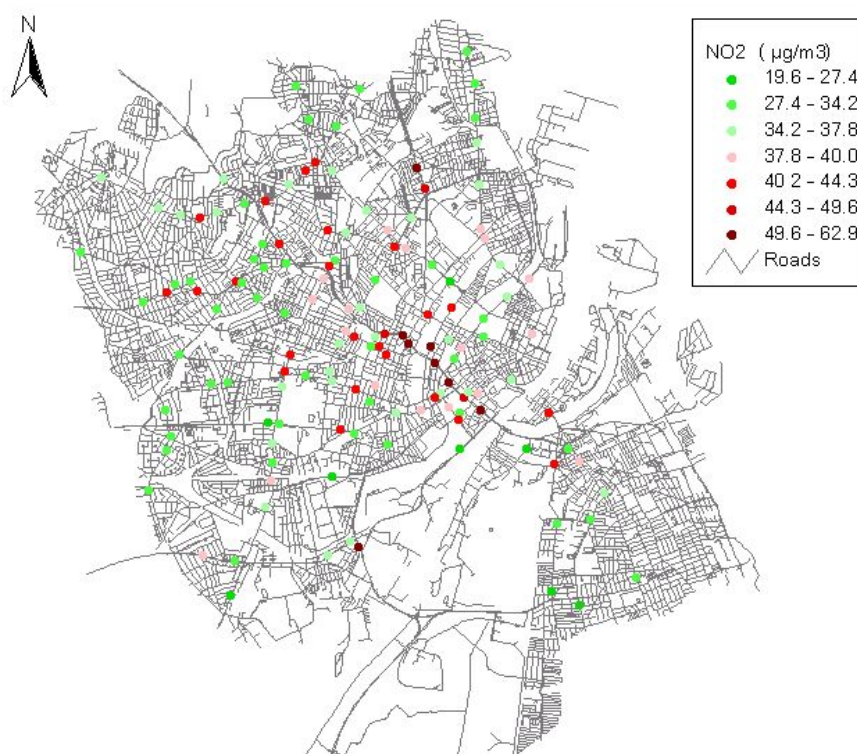 N
NO2 ( µg/m3)
19.6 - 27.4
27.4 - 34.2
34.2 - 37.8
37.8 - 40.0
40.2 - 44.3
44.3 - 49.6
49.6 - 62.9
Roads